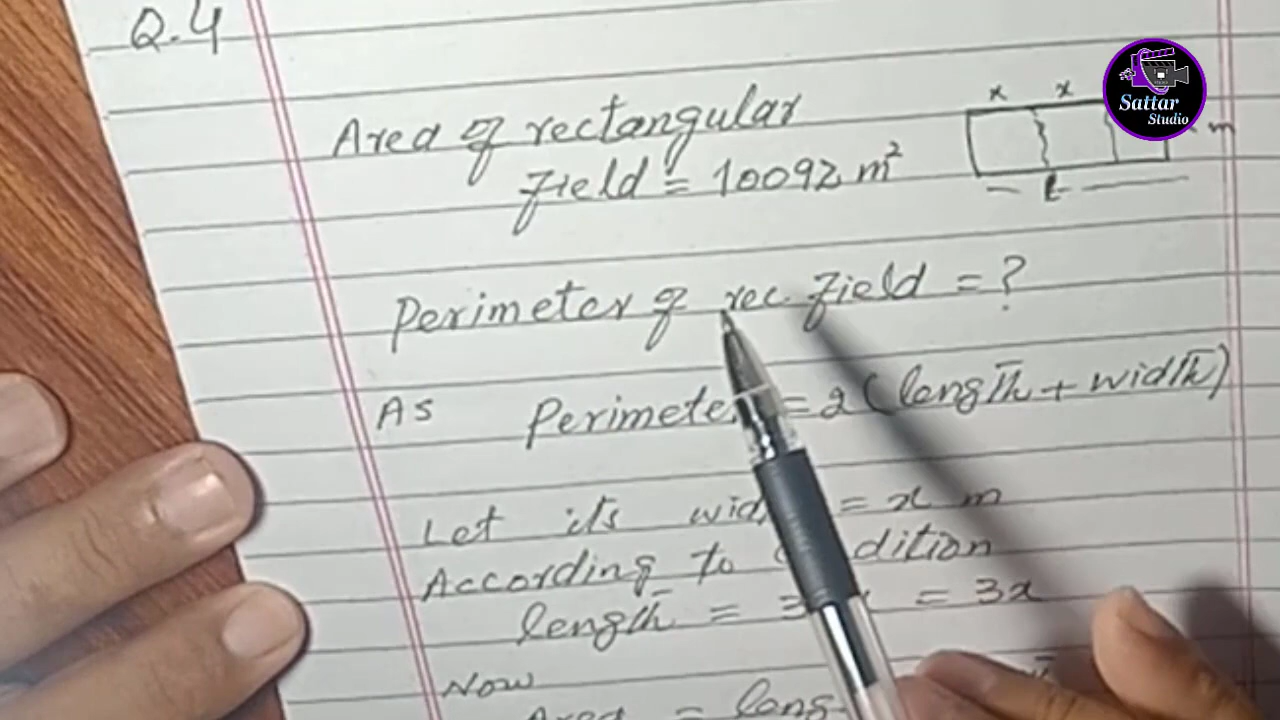 Q.4
Area of rectangular
field = 10092 m²
x x
m
l
Sattar
Studio
Perimeter of rec. field = ?
As Perimeter = 2 (length + width)
Let its = x m
According to
length = = 3x
Now
Area =